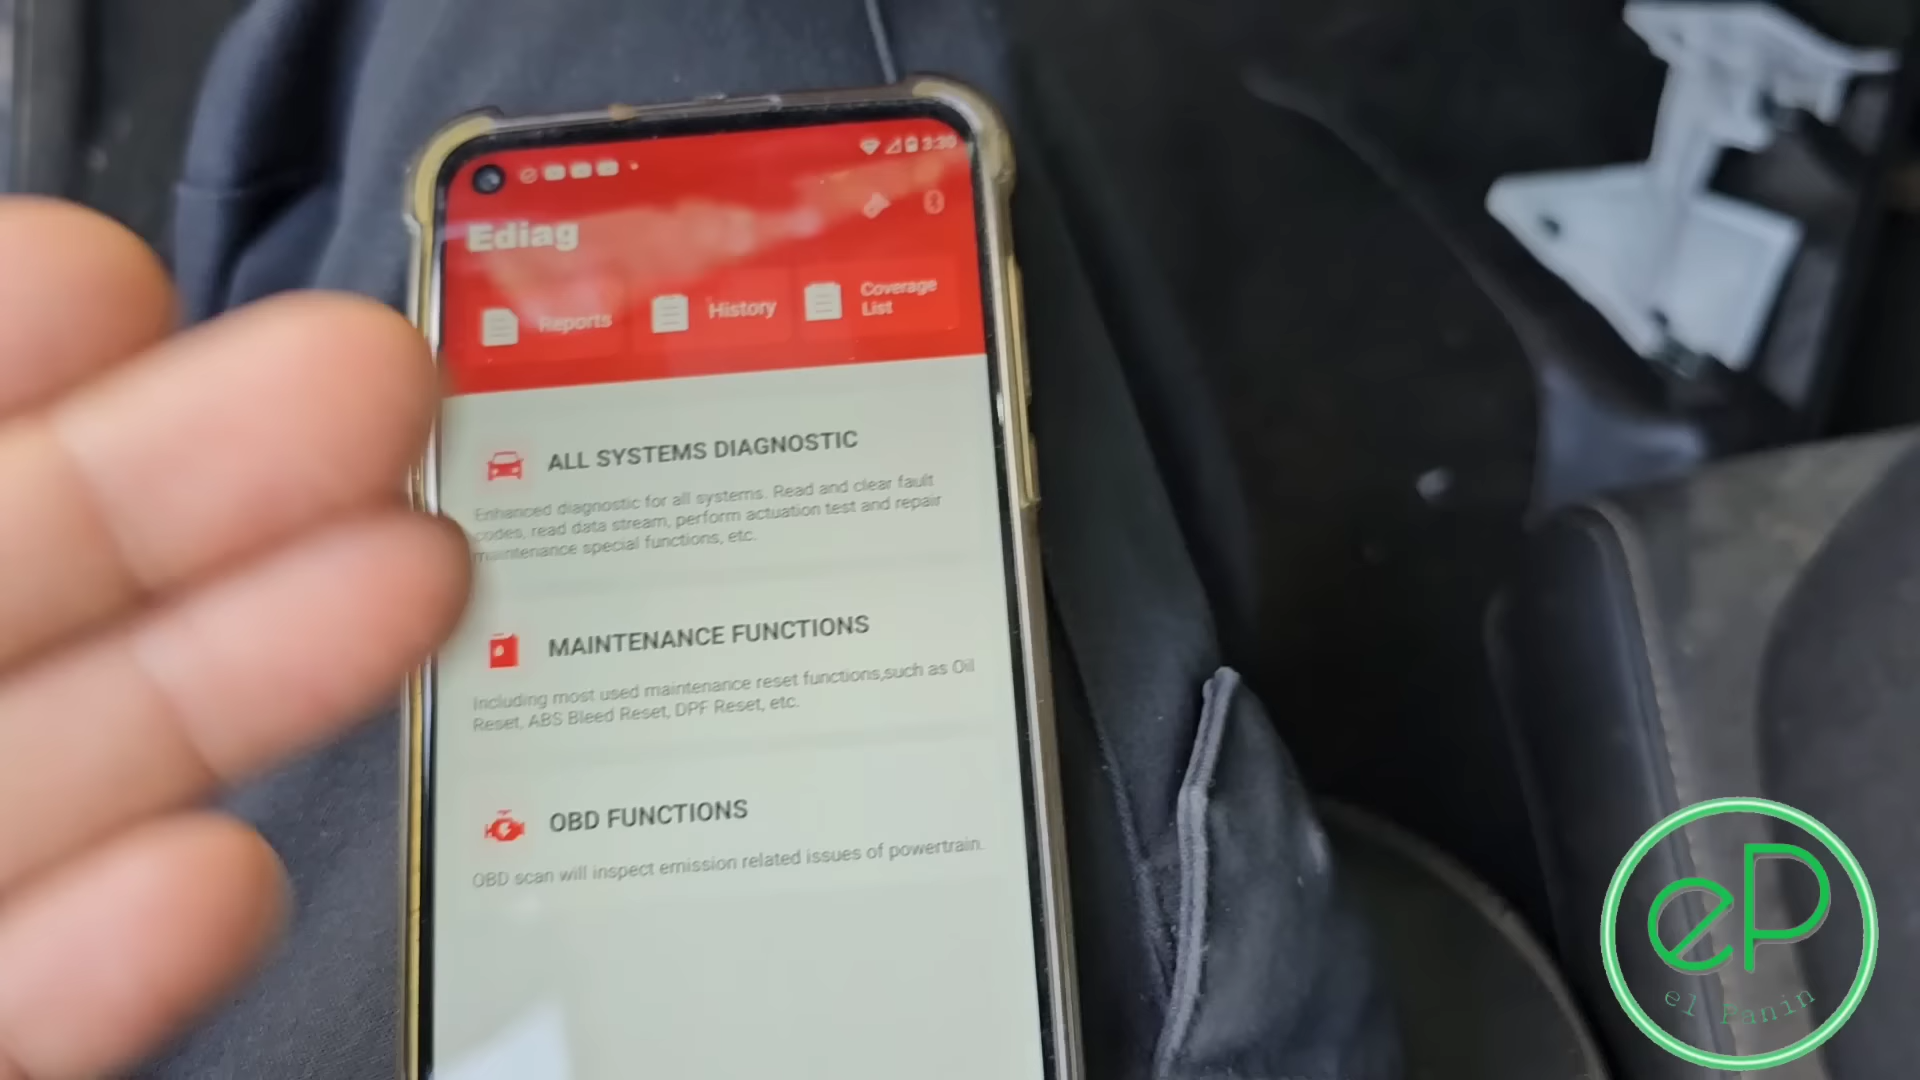 3:30
Ediag
Reports
History
Coverage
List
ALL SYSTEMS DIAGNOSTIC
Enhanced diagnostic for all systems. Read and clear fault
codes, read data stream, perform actuation test and repair
maintenance special functions, etc.
MAINTENANCE FUNCTIONS
Including most used maintenance reset functions,such as Oil
Reset, ABS Bleed Reset, DPF Reset, etc.
OBD FUNCTIONS
OBD scan will inspect emission related issues of powertrain.
eP
el Panin